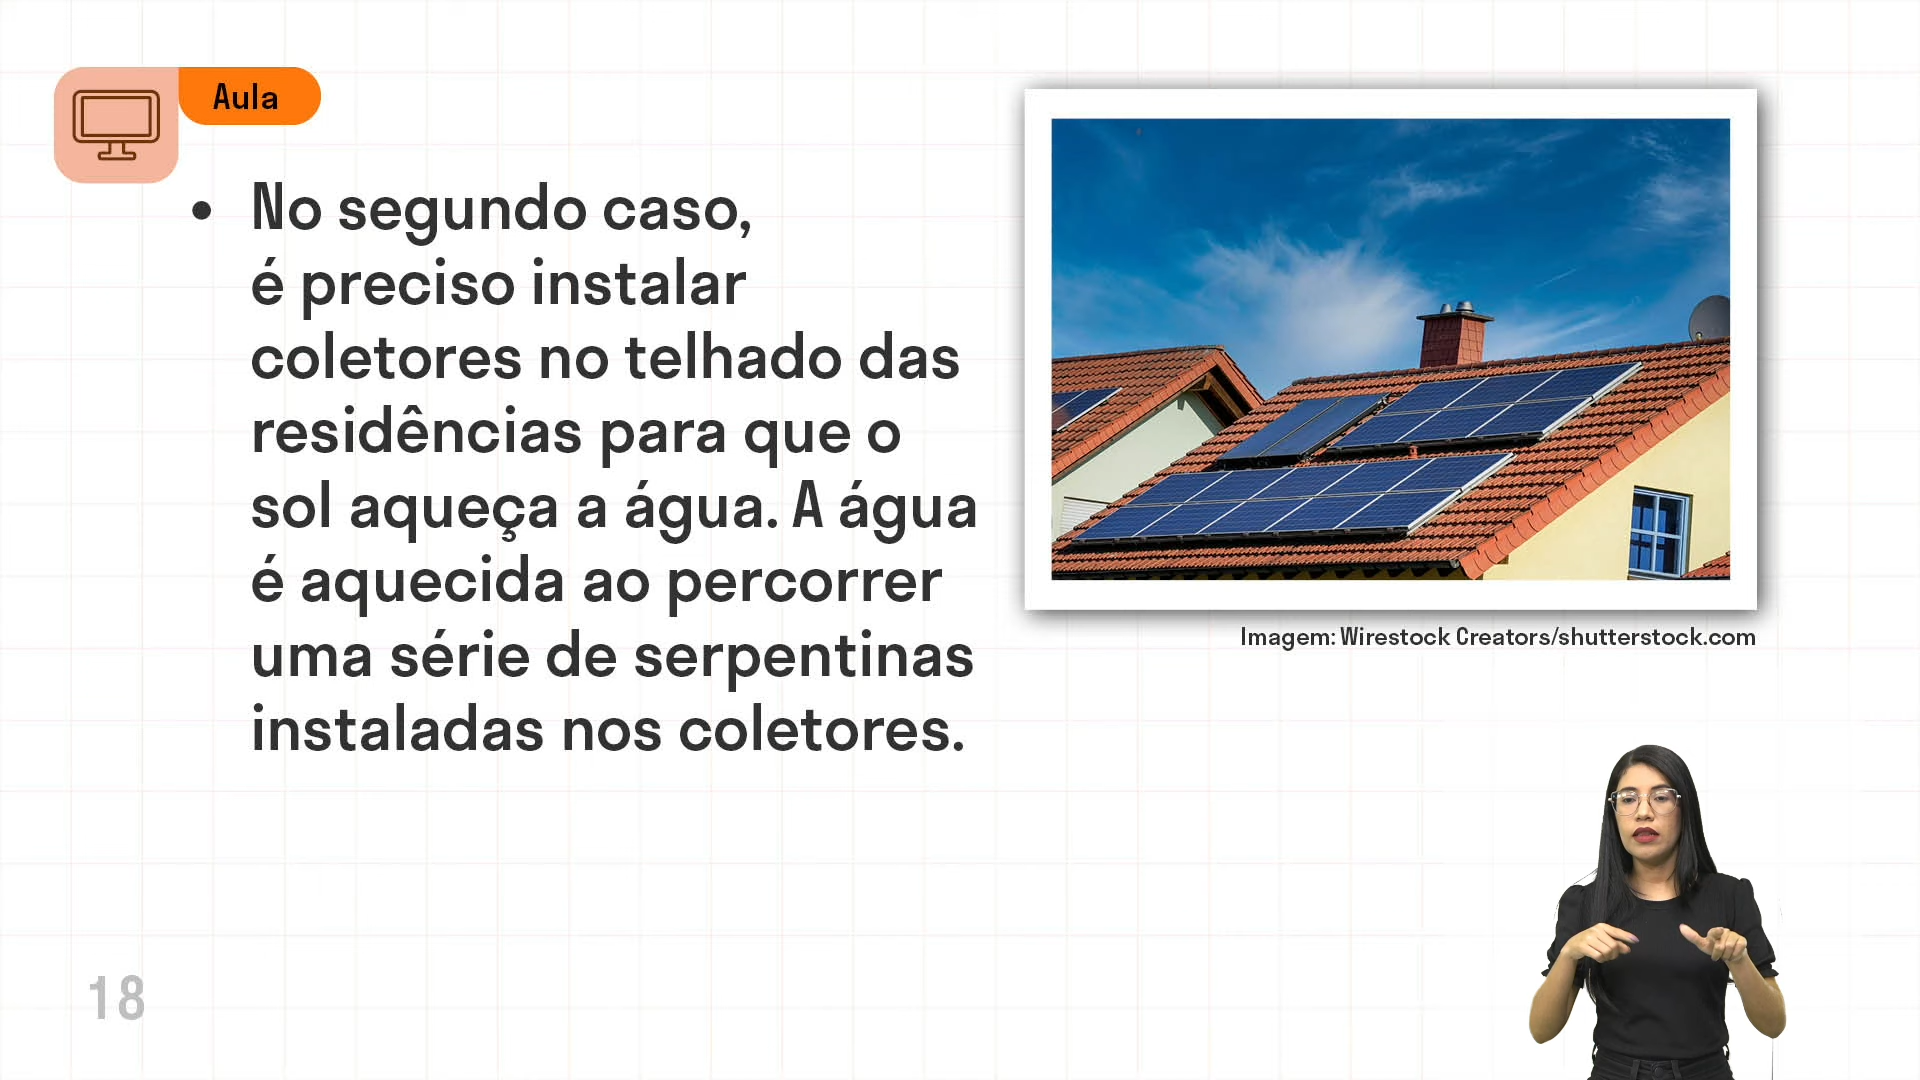 Aula
• No segundo caso,
é preciso instalar
coletores no telhado das
residências para que o
sol aqueça a água. A água
é aquecida ao percorrer
uma série de serpentinas
instaladas nos coletores.
Imagem: Wirestock Creators/shutterstock.com
18